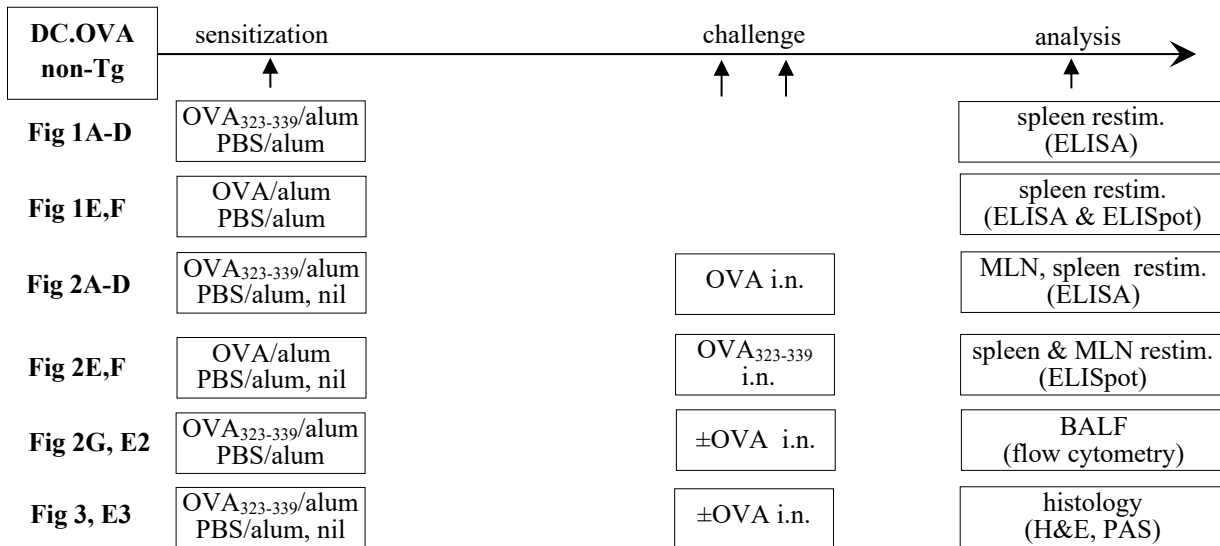 DC.OVA
non-Tg
sensitization
challenge
analysis
Fig 1A-D
OVA323-339/alum
PBS/alum
spleen restim.
(ELISA)
Fig 1E,F
OVA/alum
PBS/alum
spleen restim.
(ELISA & ELISpot)
Fig 2A-D
OVA323-339/alum
PBS/alum, nil
OVA i.n.
MLN, spleen restim.
(ELISA)
Fig 2E,F
OVA/alum
PBS/alum, nil
OVA323-339
i.n.
spleen & MLN restim.
(ELISpot)
Fig 2G, E2
OVA323-339/alum
PBS/alum
±OVA i.n.
BALF
(flow cytometry)
Fig 3, E3
OVA323-339/alum
PBS/alum, nil
±OVA i.n.
histology
(H&E, PAS)